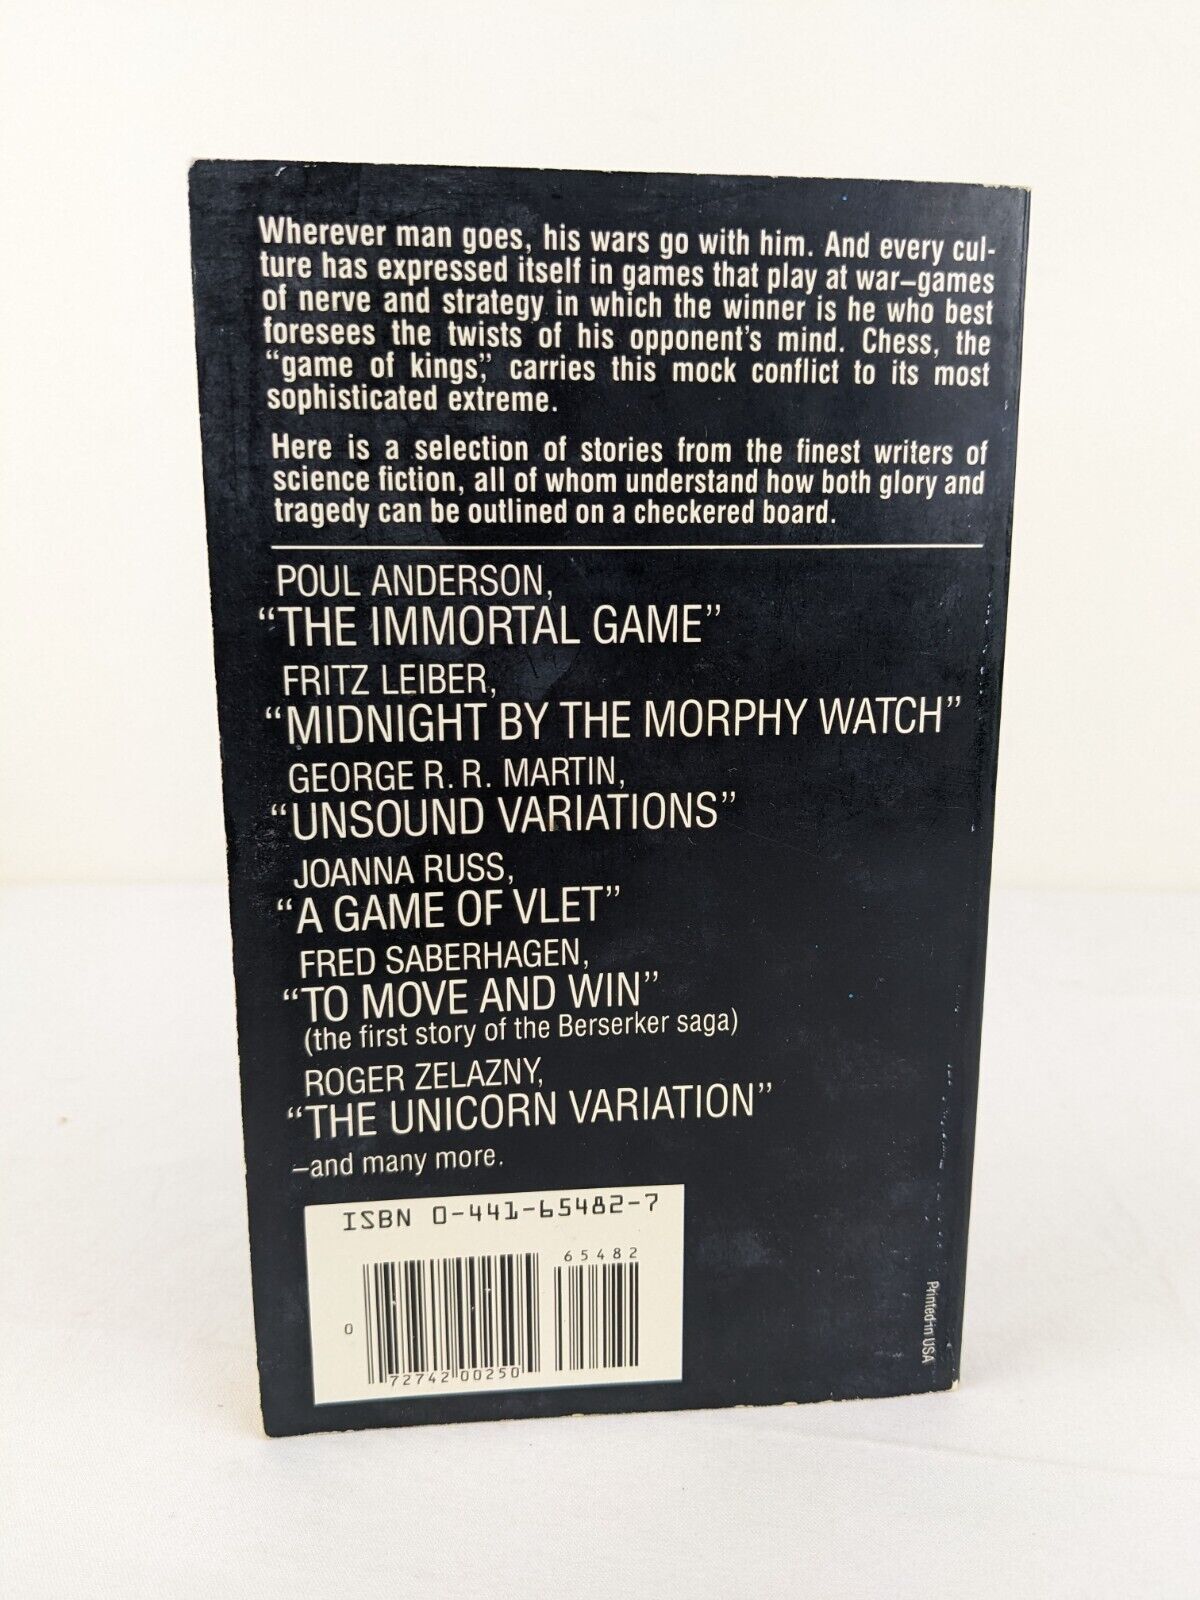 Wherever man goes, his wars go with him. And every cul-
ture has expressed itself in games that play at war–games
of nerve and strategy in which the winner is he who best
foresees the twists of his opponent's mind. Chess, the
“game of kings,” carries this mock conflict to its most
sophisticated extreme.
Here is a selection of stories from the finest writers of
science fiction, all of whom understand how both glory and
tragedy can be outlined on a checkered board.
POUL ANDERSON,
“THE IMMORTAL GAME”
FRITZ LEIBER,
“MIDNIGHT BY THE MORPHY WATCH”
GEORGE R. R. MARTIN,
“UNSOUND VARIATIONS”
JOANNA RUSS,
“A GAME OF VLET”
FRED SABERHAGEN,
“TO MOVE AND WIN”
(the first story of the Berserker saga)
ROGER ZELAZNY,
“THE UNICORN VARIATION”
–and many more.
ISBN 0-441-65482-7
65482
0
72742 00250
Printed in USA